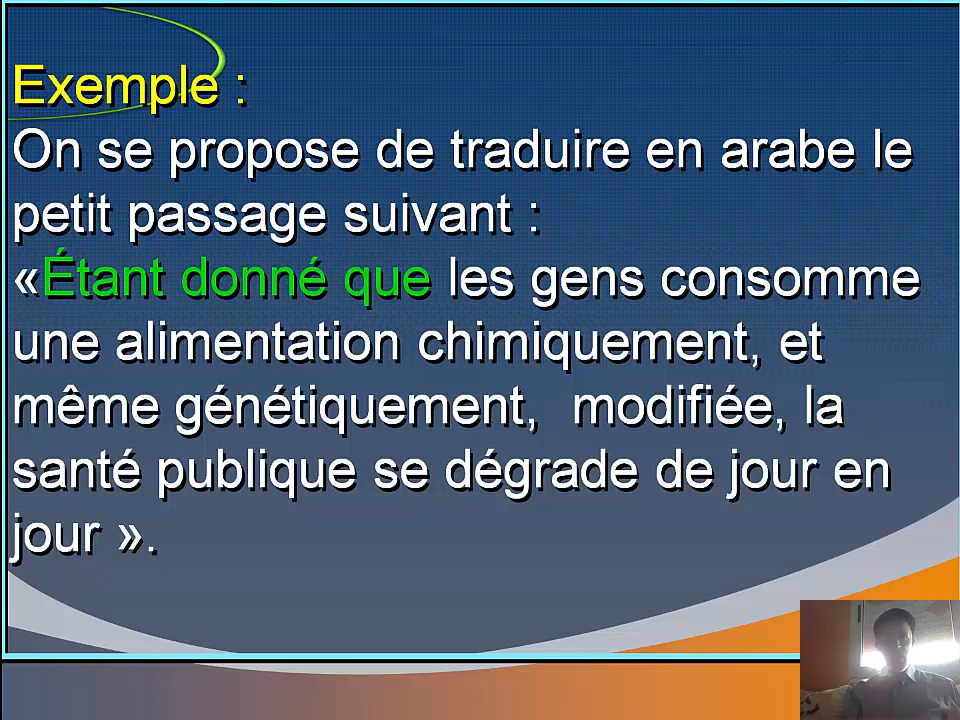 Exemple :
On se propose de traduire en arabe le
petit passage suivant :
«Étant donné que les gens consomme
une alimentation chimiquement, et
même génétiquement,  modifiée, la
santé publique se dégrade de jour en
jour ».